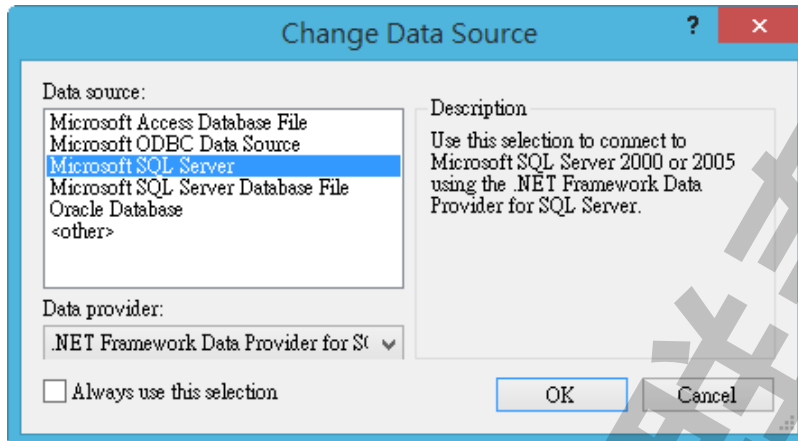 Change Data Source
?
Data source:
Microsoft Access Database File
Microsoft ODBC Data Source
Microsoft SQL Server
Microsoft SQL Server Database File
Oracle Database
<other>
Description
Use this selection to connect to
Microsoft SQL Server 2000 or 2005
using the .NET Framework Data
Provider for SQL Server.
Data provider:
.NET Framework Data Provider for
Always use this selection
OK
Cancel